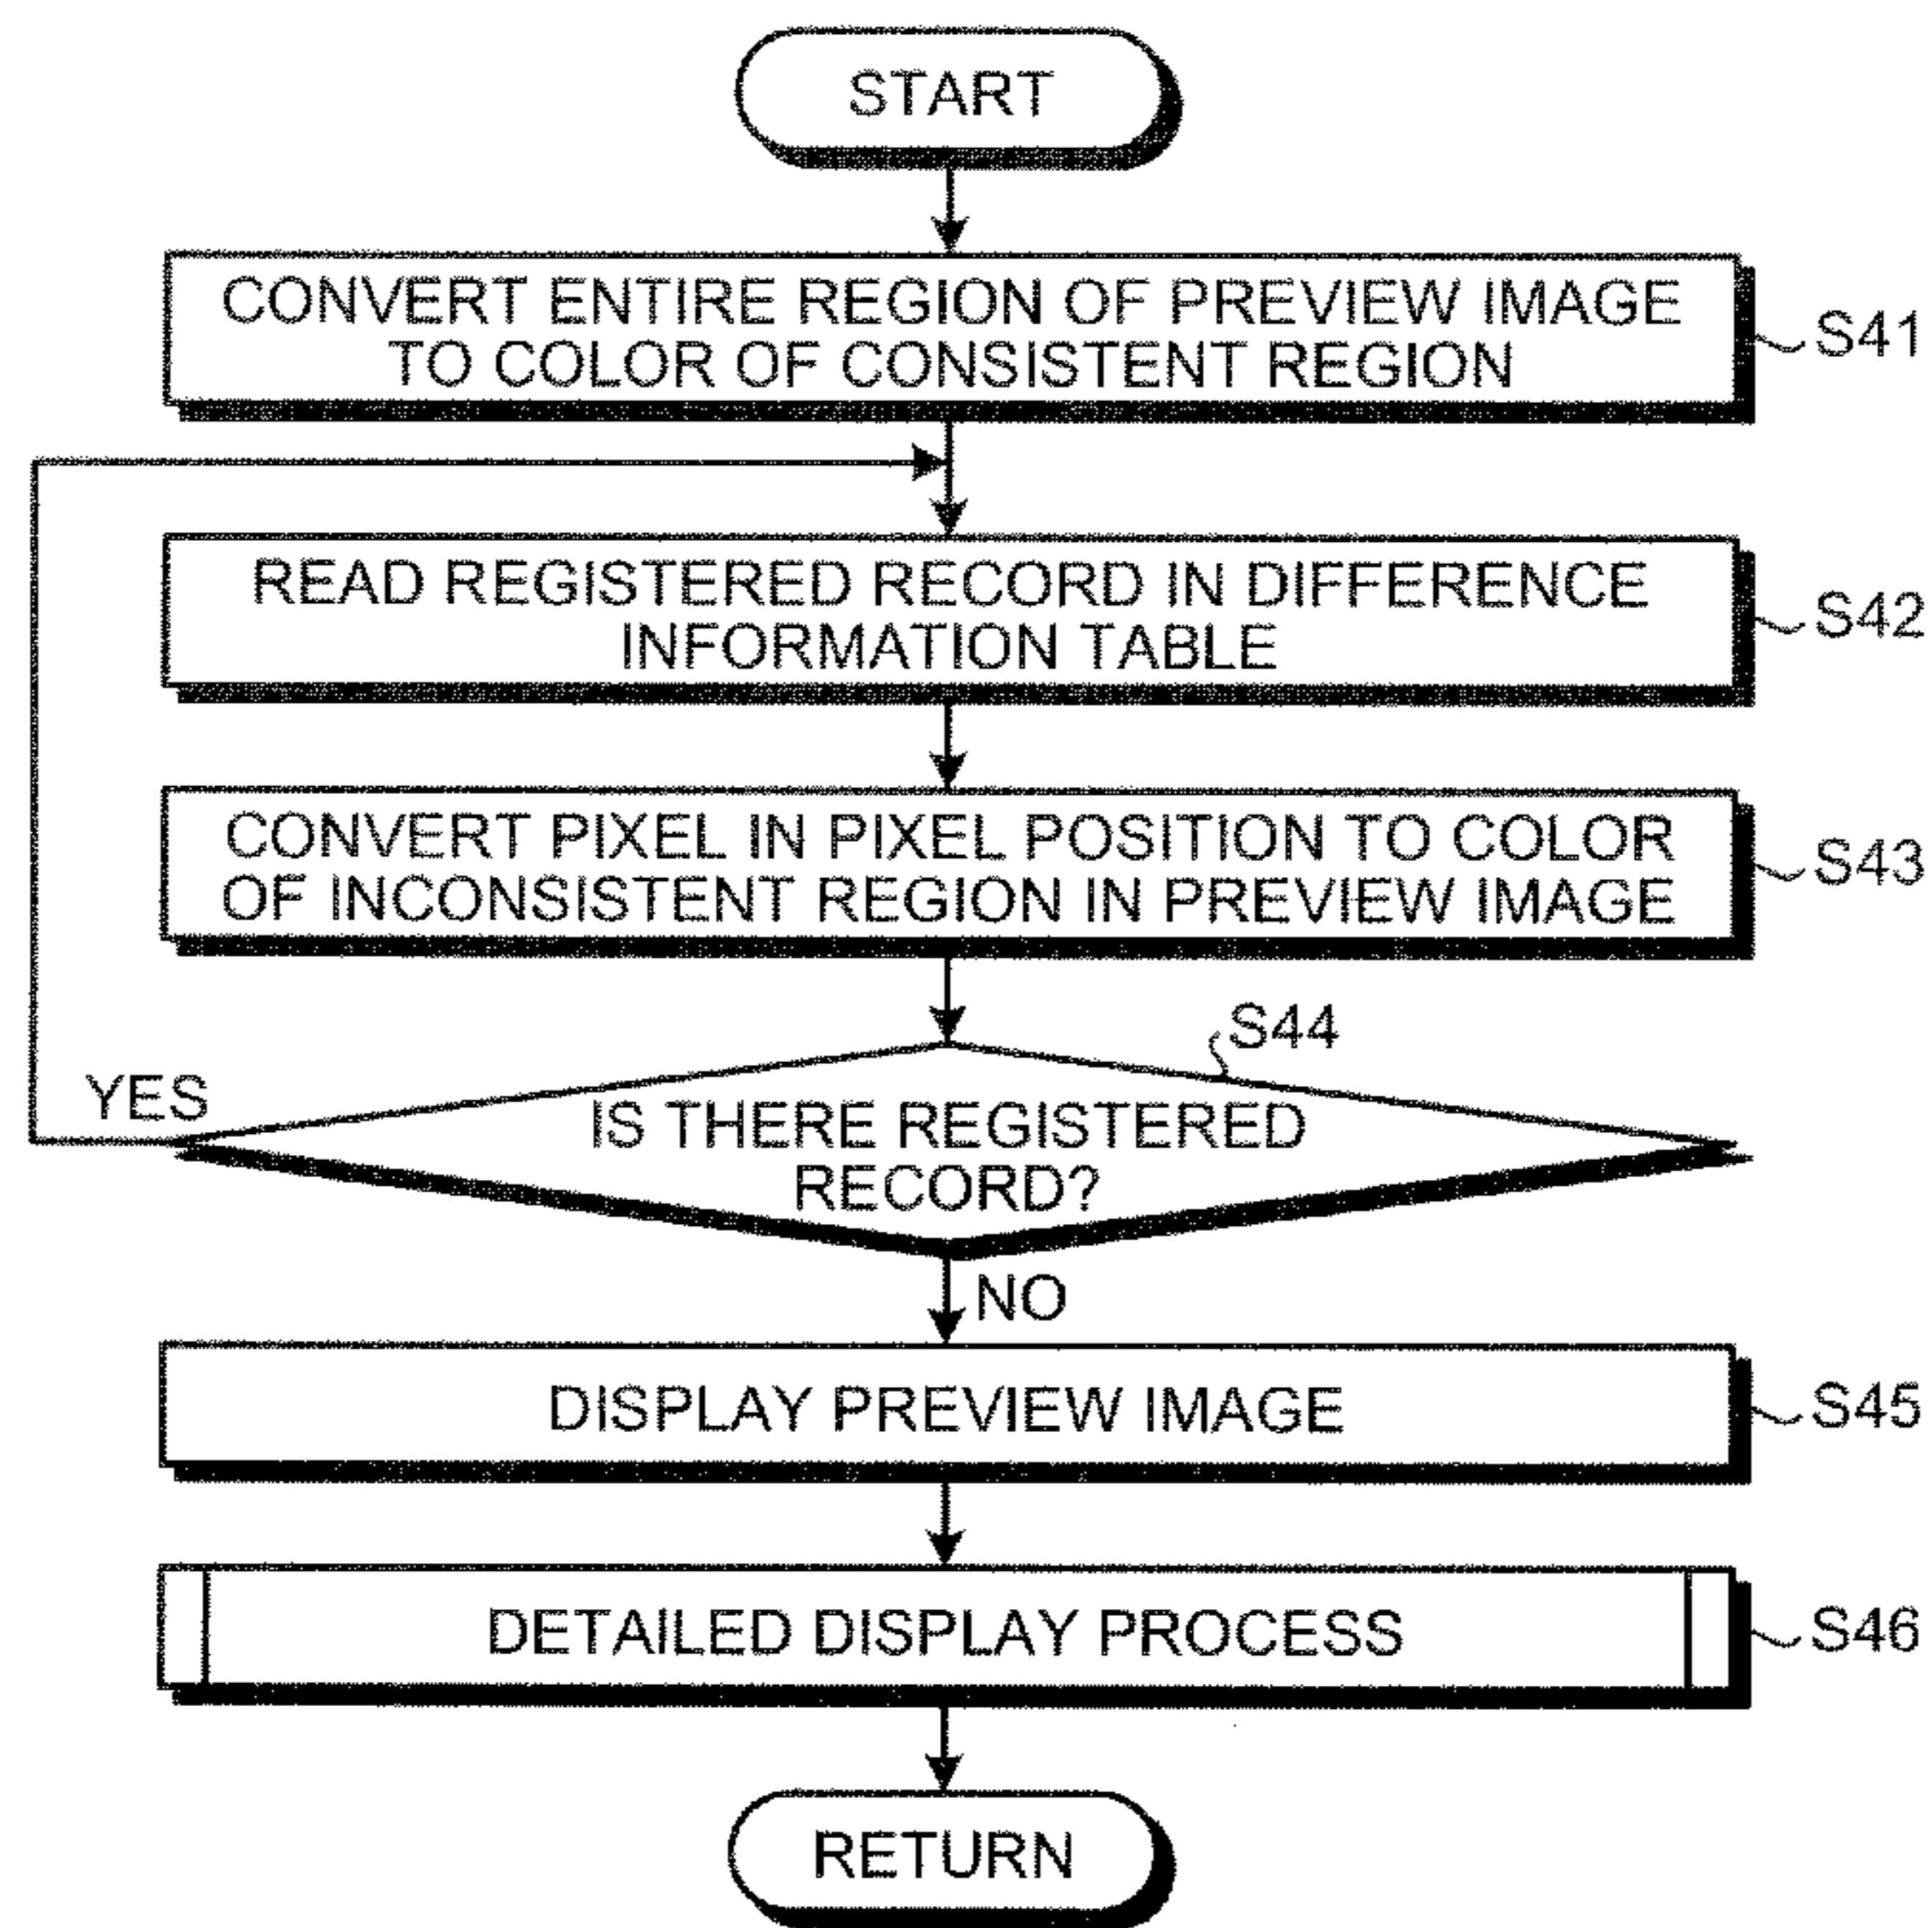 START
CONVERT ENTIRE REGION OF PREVIEW IMAGE
TO COLOR OF CONSISTENT REGION
S41
READ REGISTERED RECORD IN DIFFERENCE
INFORMATION TABLE
S42
CONVERT PIXEL IN PIXEL POSITION TO COLOR
OF INCONSISTENT REGION IN PREVIEW IMAGE
S43
S44
YES
IS THERE REGISTERED
RECORD?
NO
DISPLAY PREVIEW IMAGE
S45
DETAILED DISPLAY PROCESS
S46
RETURN